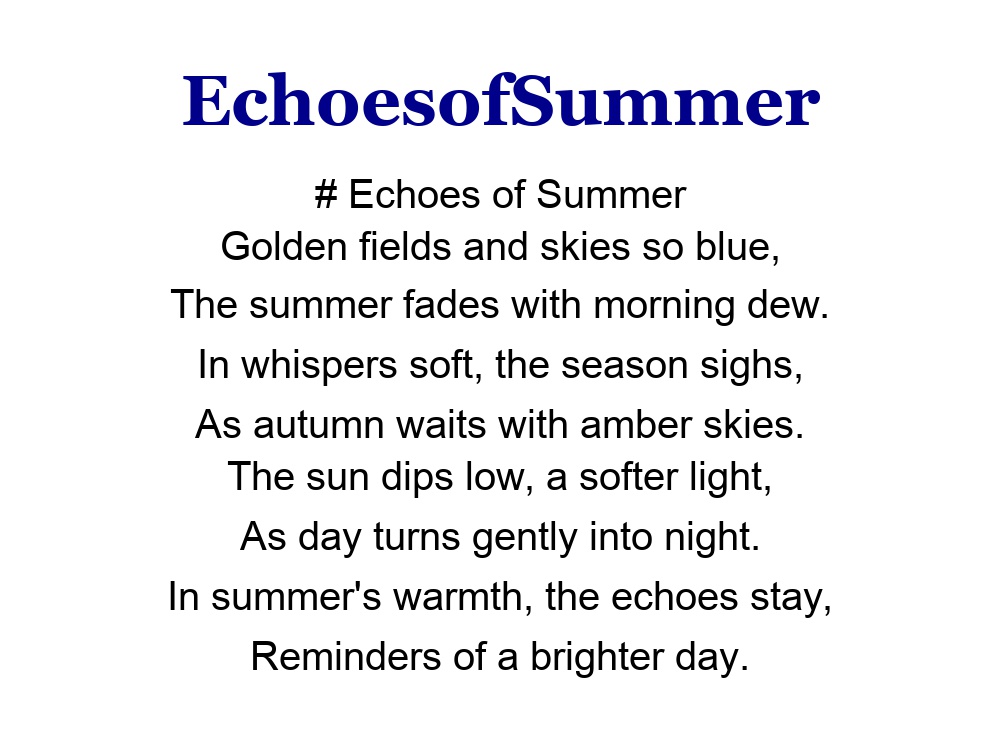 EchoesofSummer
# Echoes of Summer
Golden fields and skies so blue,
The summer fades with morning dew.
In whispers soft, the season sighs,
As autumn waits with amber skies.
The sun dips low, a softer light,
As day turns gently into night.
In summer's warmth, the echoes stay,
Reminders of a brighter day.